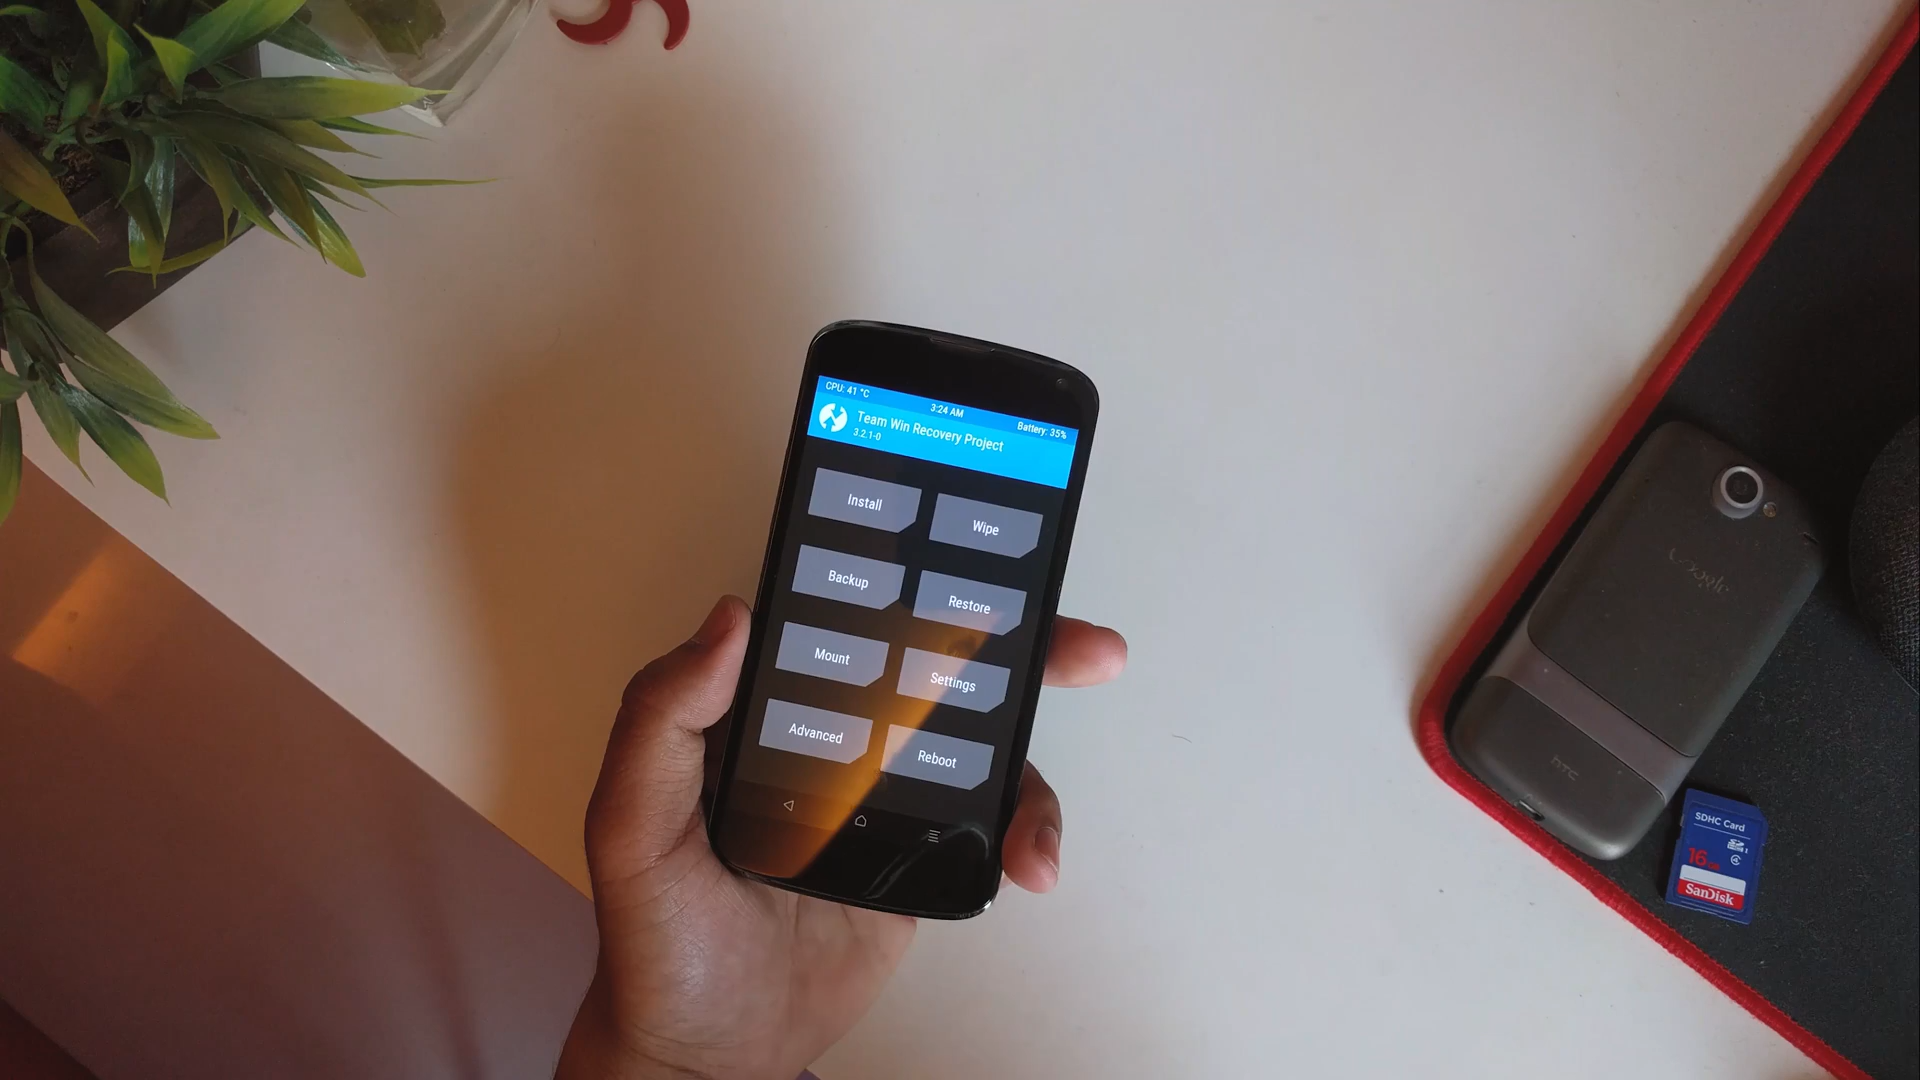 CPU: 41 °C
3:24 AM
Battery: 35%
Team Win Recovery Project
3.2.1-0
Install
Wipe
Backup
Restore
Mount
Settings
Advanced
Reboot
Google
hTC
SDHC Card
16GB
SanDisk